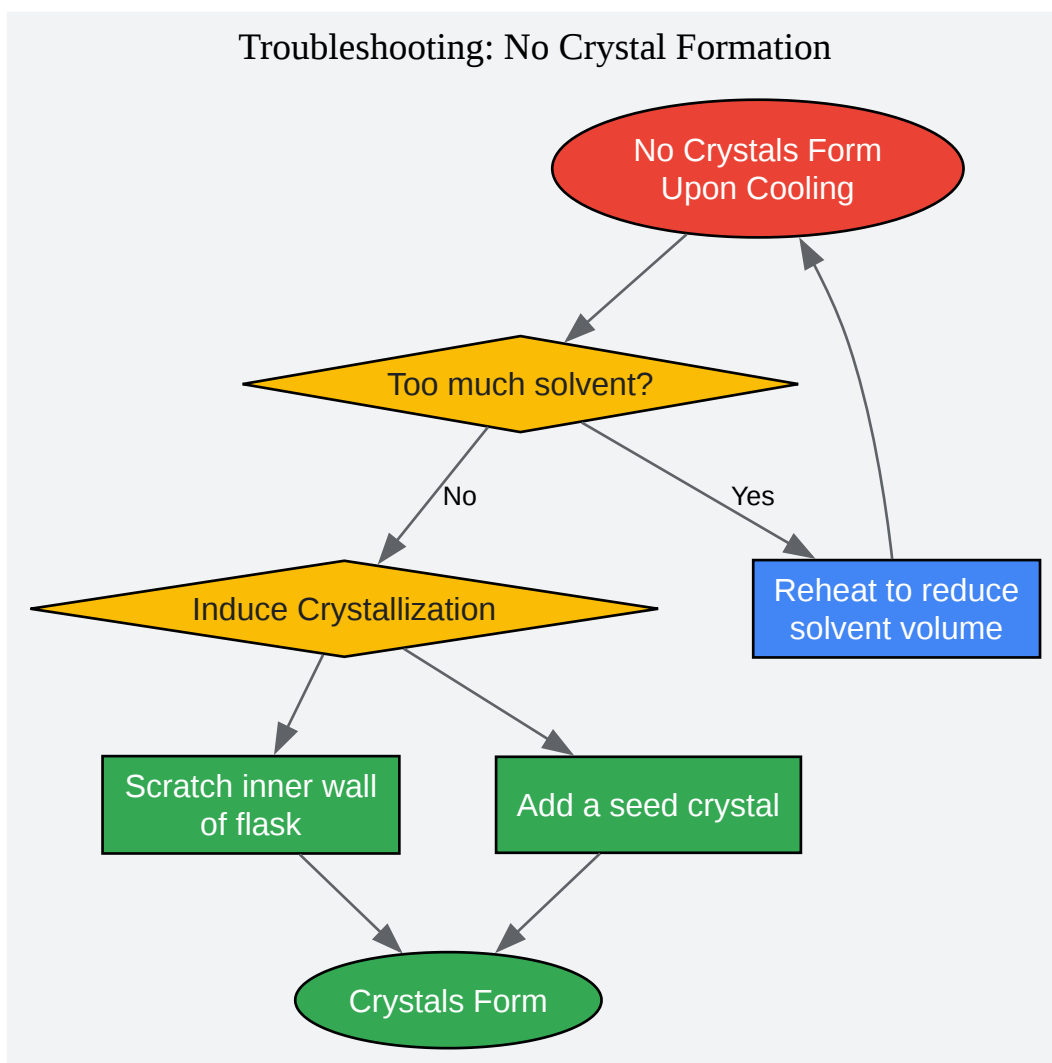 Troubleshooting: No Crystal Formation
No Crystals Form
Upon Cooling
Too much solvent?
No
Yes
Induce Crystallization
Reheat to reduce
solvent volume
Scratch inner wall
of flask
Add a seed crystal
Crystals Form